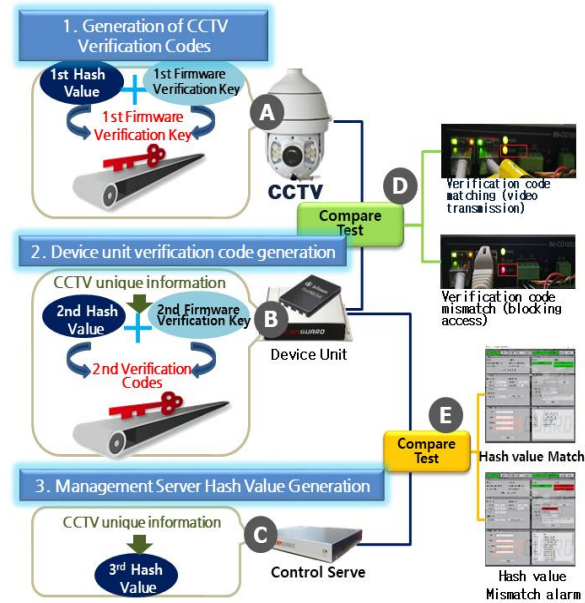 1. Generation of CCTV
Verification Codes
1st Hash
Value
1st Firmware
Verification Key
1st Firmware
Verification Key
A
CCTV
D
Compare
Test
Verification code
matching (video
transmission)
Verification code
mismatch (blocking
access)
2. Device unit verification code generation
CCTV unique information
2nd Hash
Value
2nd Firmware
Verification Key
2nd Verification
Codes
B
Device Unit
E
Compare
Test
Hash value Match
3. Management Server Hash Value Generation
CCTV unique information
3rd Hash
Value
C
Control Serve
Hash value
Mismatch alarm